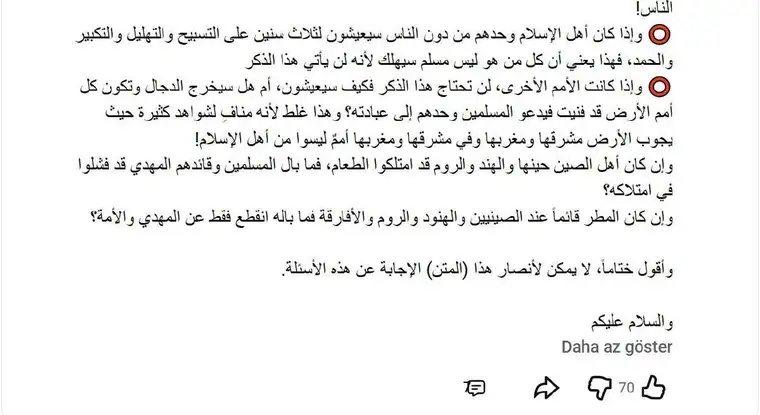 الناس!
⭕ وإذا كان أهل الإسلام وحدهم من دون الناس سيعيشون لثلاث سنين على التسبيح والتهليل والتكبير
والحمد، فهذا يعني أن كل من هو ليس مسلم سيهلك لأنه لن يأتي هذا الذكر
⭕ وإذا كانت الأمم الأخرى، لن تحتاج هذا الذكر فكيف سيعيشون، أم هل سيخرج الدجال وتكون كل
أمم الأرض قد فنيت فيدعو المسلمين وحدهم إلى عبادته؟ وهذا غلط لأنه منافٍ لشواهد كثيرة حيث
يجوب الأرض مشرقها ومغربها وفي مشرقها ومغربها أممٌ ليسوا من أهل الإسلام!
وإن كان أهل الصين حينها والهند والروم قد امتلكوا الطعام، فما بال المسلمين وقائدهم المهدي قد فشلوا
في امتلاكه؟
وإن كان المطر قائماً عند الصينيين والهنود والروم والأفارقة فما باله انقطع فقط عن المهدي والأمة؟
وأقول ختاماً، لا يمكن لأنصار هذا (المتن) الإجابة عن هذه الأسئلة.
والسلام عليكم
Daha az göster
70